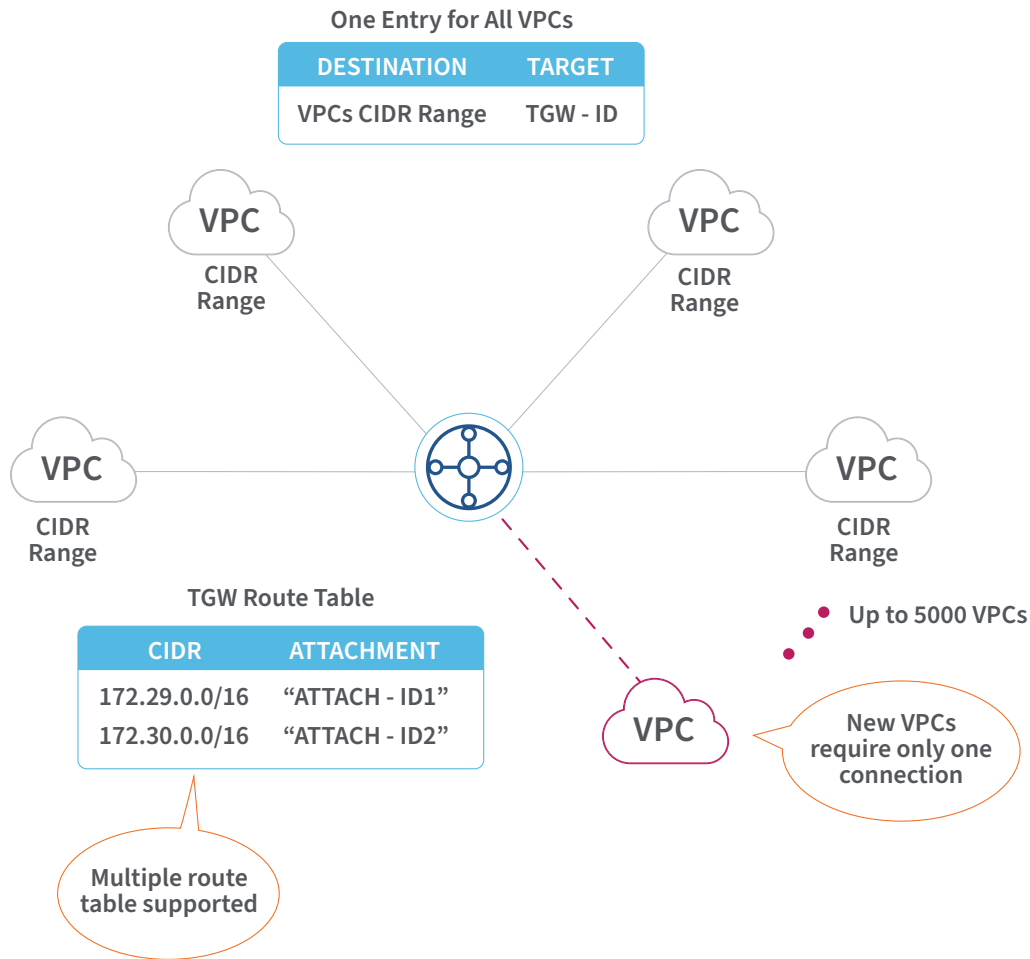 One Entry for All VPCs
DESTINATION TARGET
VPCs CIDR Range TGW - ID
VPC
CIDR
Range
VPC
CIDR
Range
VPC
CIDR
Range
VPC
CIDR
Range
TGW Route Table
CIDR ATTACHMENT
172.29.0.0/16 “ATTACH - ID1”
172.30.0.0/16 “ATTACH - ID2”
Multiple route
table supported
Up to 5000 VPCs
VPC
New VPCs
require only one
connection